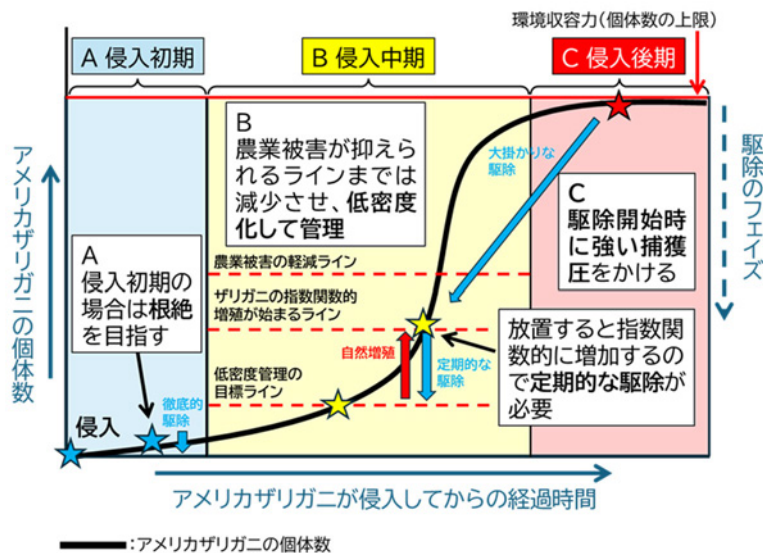 環境収容力(個体数の上限)
A 侵入初期
B 侵入中期
C 侵入後期
B
農業被害が抑えら
れるラインまでは
減少させ、低密度
化して管理
大掛かりな
駆除
C
駆除開始時
に強い捕獲
圧をかける
A
侵入初期の
場合は根絶
を目指す
農業被害の軽減ライン
ザリガニの指数関数的
増殖が始まるライン
自然増殖
定期的な
駆除
放置すると指数関
数的に増加するの
で定期的な駆除が
必要
低密度管理の
目標ライン
侵入
徹底的
駆除
アメリカザリガニの個体数
駆除のフェイズ
アメリカザリガニが侵入してからの経過時間
:アメリカザリガニの個体数